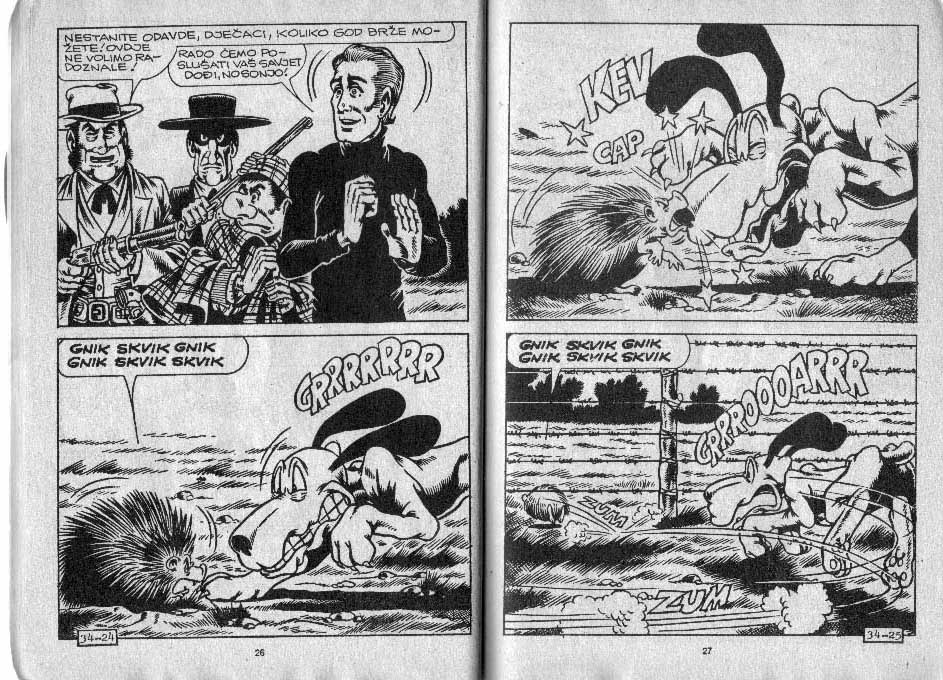 NESTANITE ODAVDE, DJEČACI, KOLIKO GOD BRŽE MO-
ŽETE! OVDJE
NE VOLIMO RA-
DOZNALE!
RADO ĆEMO PO-
SLUŠATI VAŠ SAVJET
DOĐI, NOSONJO!
GNIK SKVIK GNIK
GNIK SKVIK SKVIK
GRRRRRRR
34-24
26
KEV
CAP
GNIK SKVIK GNIK
GNIK SKVIK SKVIK
GRRROOOARRR
ZUM
ZUM
34-25
27